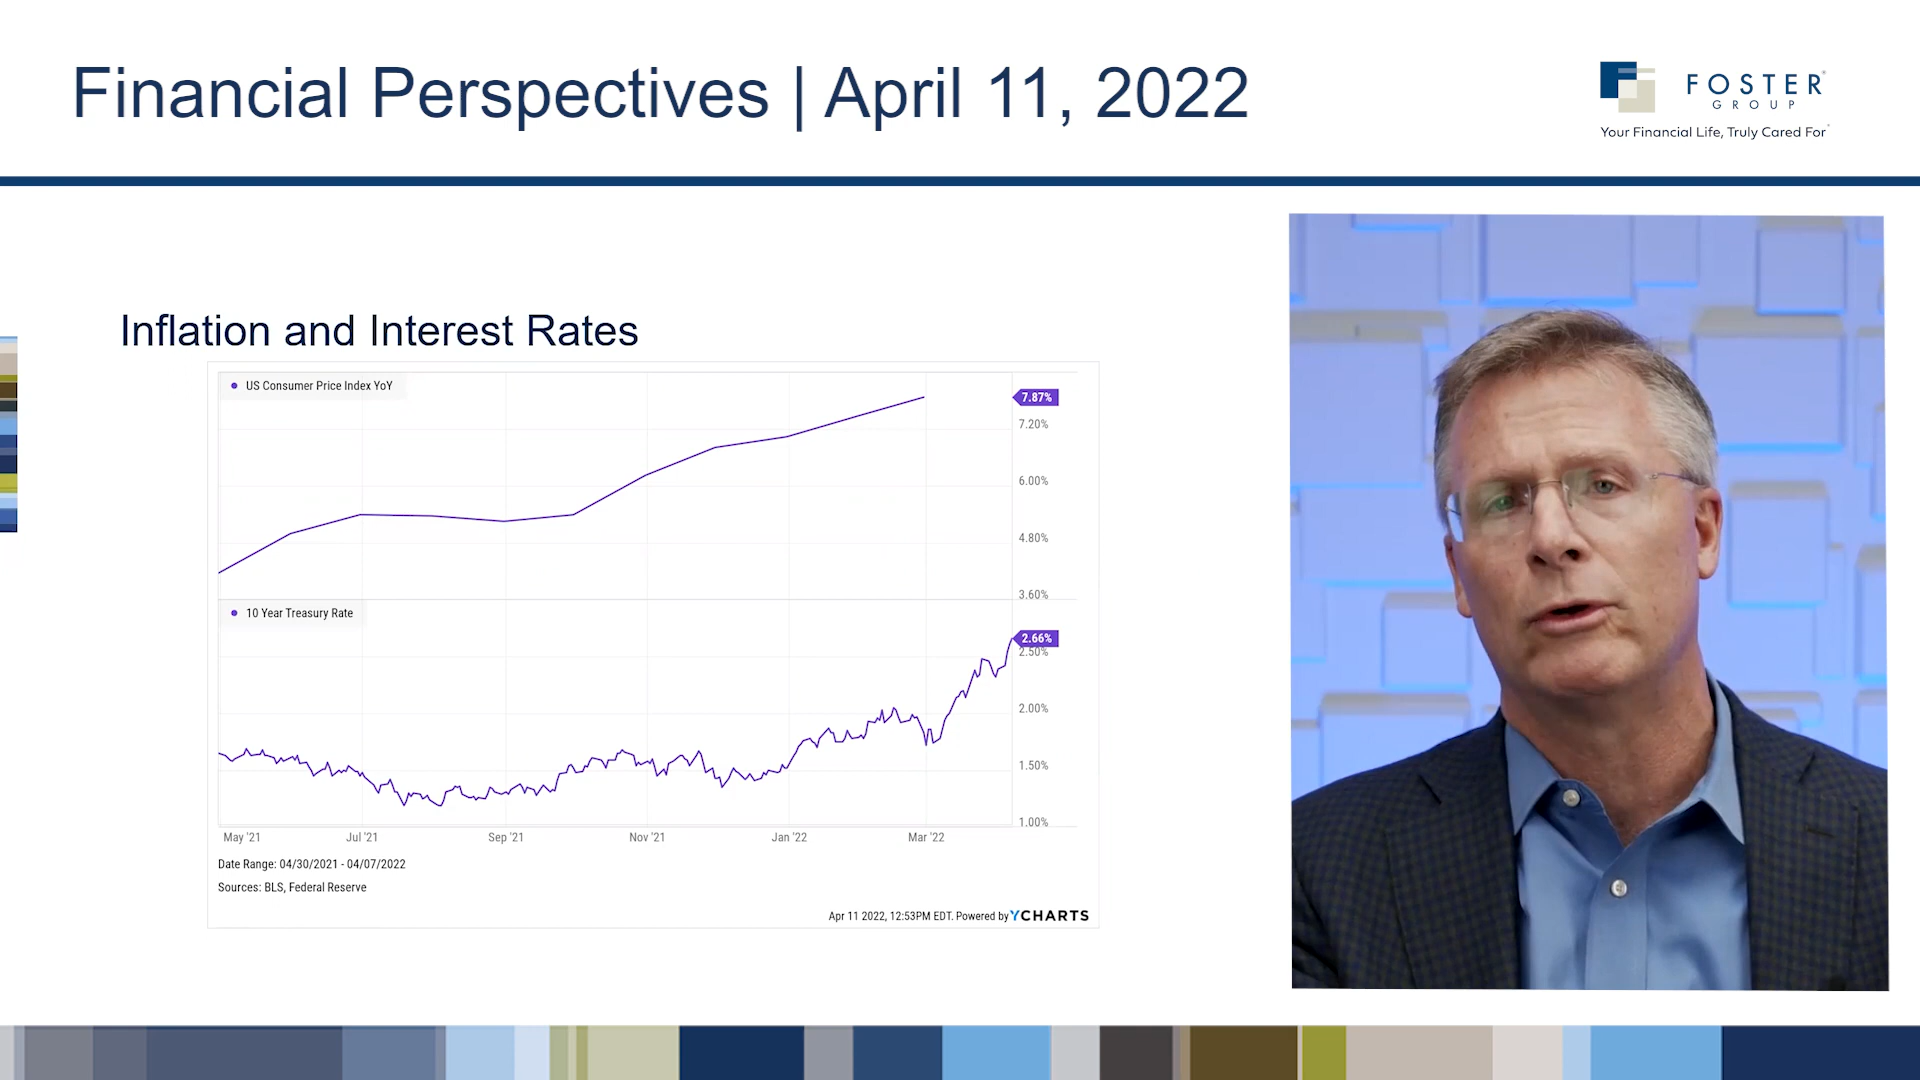 Financial Perspectives | April 11, 2022
FOSTER
GROUP
Your Financial Life, Truly Cared For
Inflation and Interest Rates
US Consumer Price Index YoY
7.87%
7.20%
6.00%
4.80%
3.60%
10 Year Treasury Rate
2.66%
2.50%
2.00%
1.50%
1.00%
May '21 Jul '21 Sep '21 Nov '21 Jan '22 Mar '22
Date Range: 04/30/2021 - 04/07/2022
Sources: BLS, Federal Reserve
Apr 11 2022, 12:53PM EDT. Powered by YCHARTS